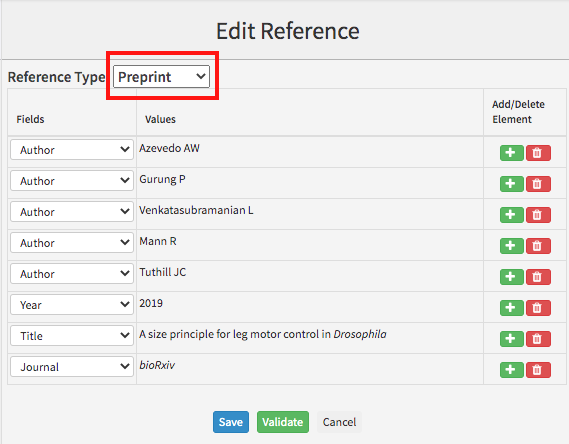 Edit Reference
Reference Type Preprint
Fields Values Add/Delete Element
Author Azevedo AW
Author Gurung P
Author Venkatasubramanian L
Author Mann R
Author Tuthill JC
Year 2019
Title A size principle for leg motor control in Drosophila
Journal bioRxiv
Save Validate Cancel